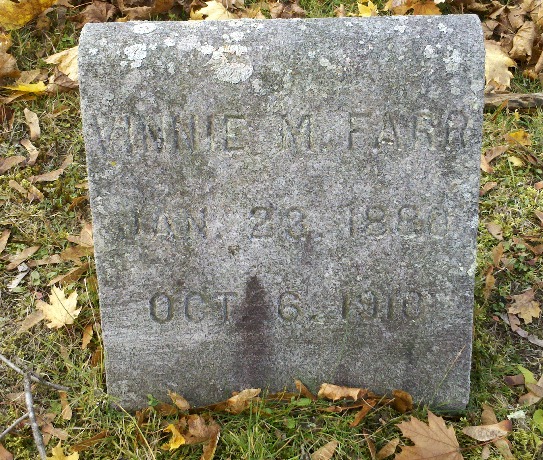 VINNIE M. FARR
JAN. 23, 1880
OCT. 6, 1910